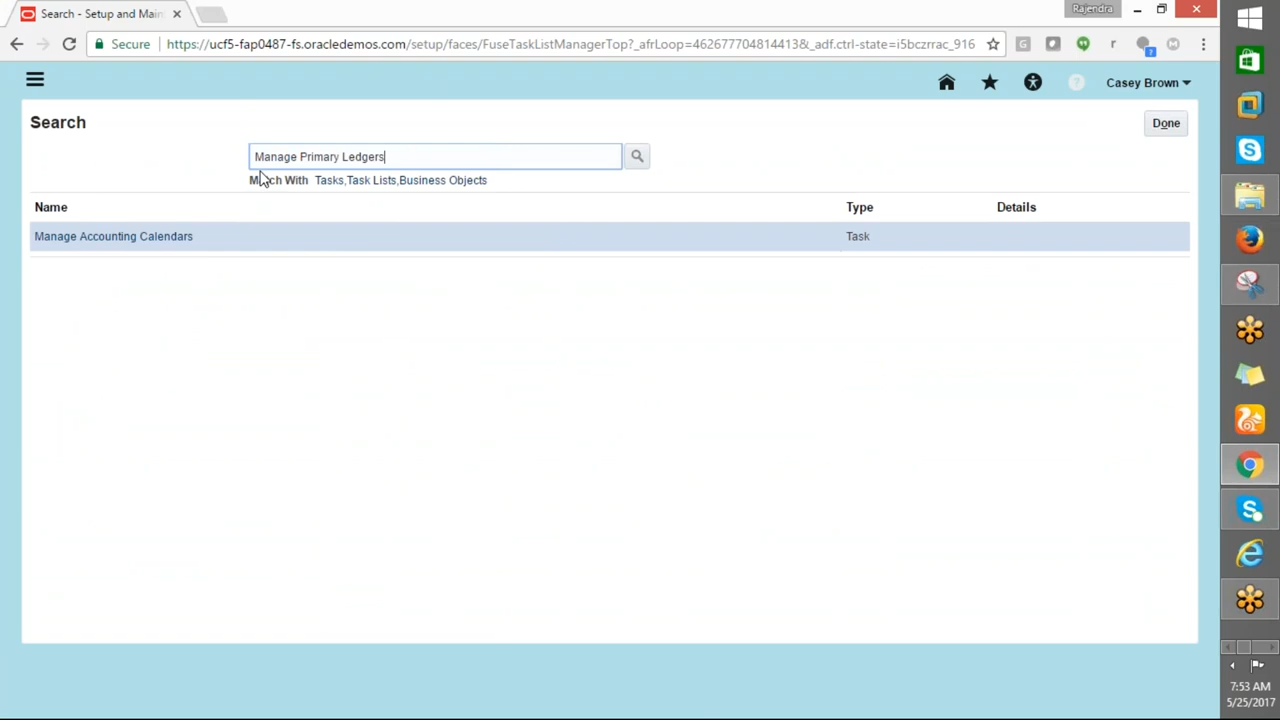 Search - Setup and Main
Rajendra
Secure
https://ucf5-fap0487-fs.oracledemos.com/setup/faces/FuseTaskListManagerTop?_afrLoop=462677704814413&_adf.ctrl-state=i5bczrrac_916
Casey Brown
Search
Done
Manage Primary Ledgers
Match With Tasks,Task Lists,Business Objects
Name Type Details
Manage Accounting Calendars Task
7:53 AM
5/25/2017